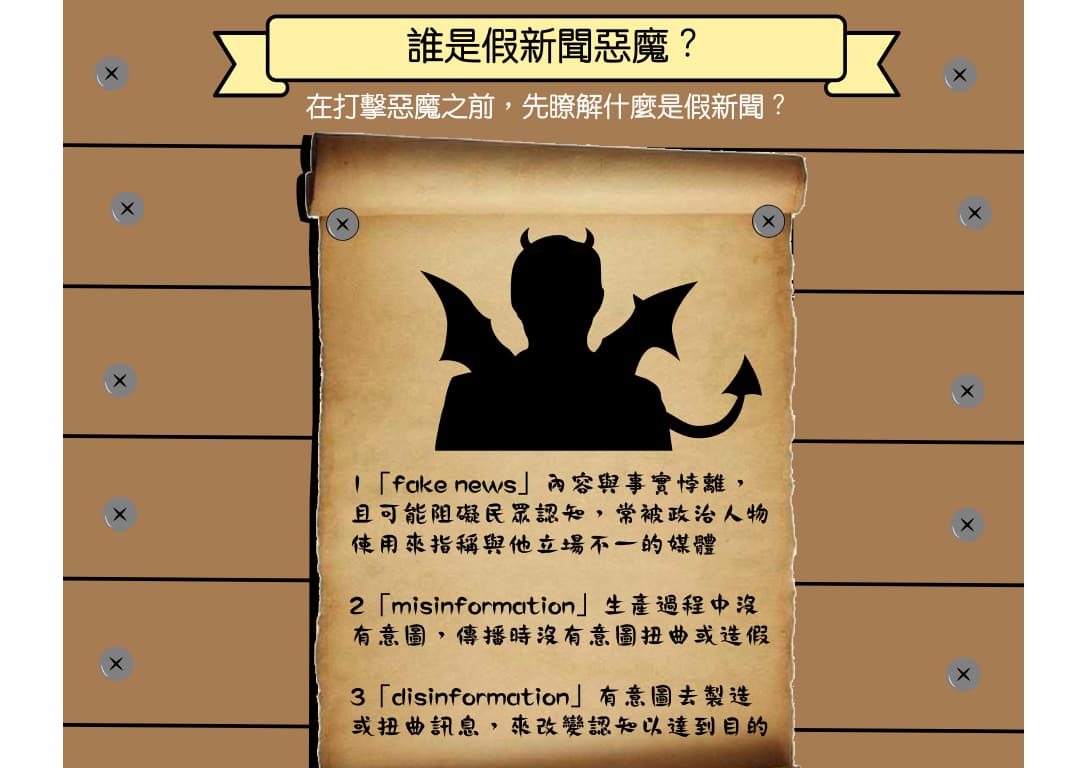 誰是假新聞惡魔？
在打擊惡魔之前，先瞭解什麼是假新聞？
1「fake news」內容與事實悖離，
且可能阻礙民眾認知，常被政治人物
使用來指稱與他立場不一的媒體
2「misinformation」生產過程中沒
有意圖，傳播時沒有意圖扭曲或造假
3「disinformation」有意圖去製造
或扭曲訊息，來改變認知以達到目的